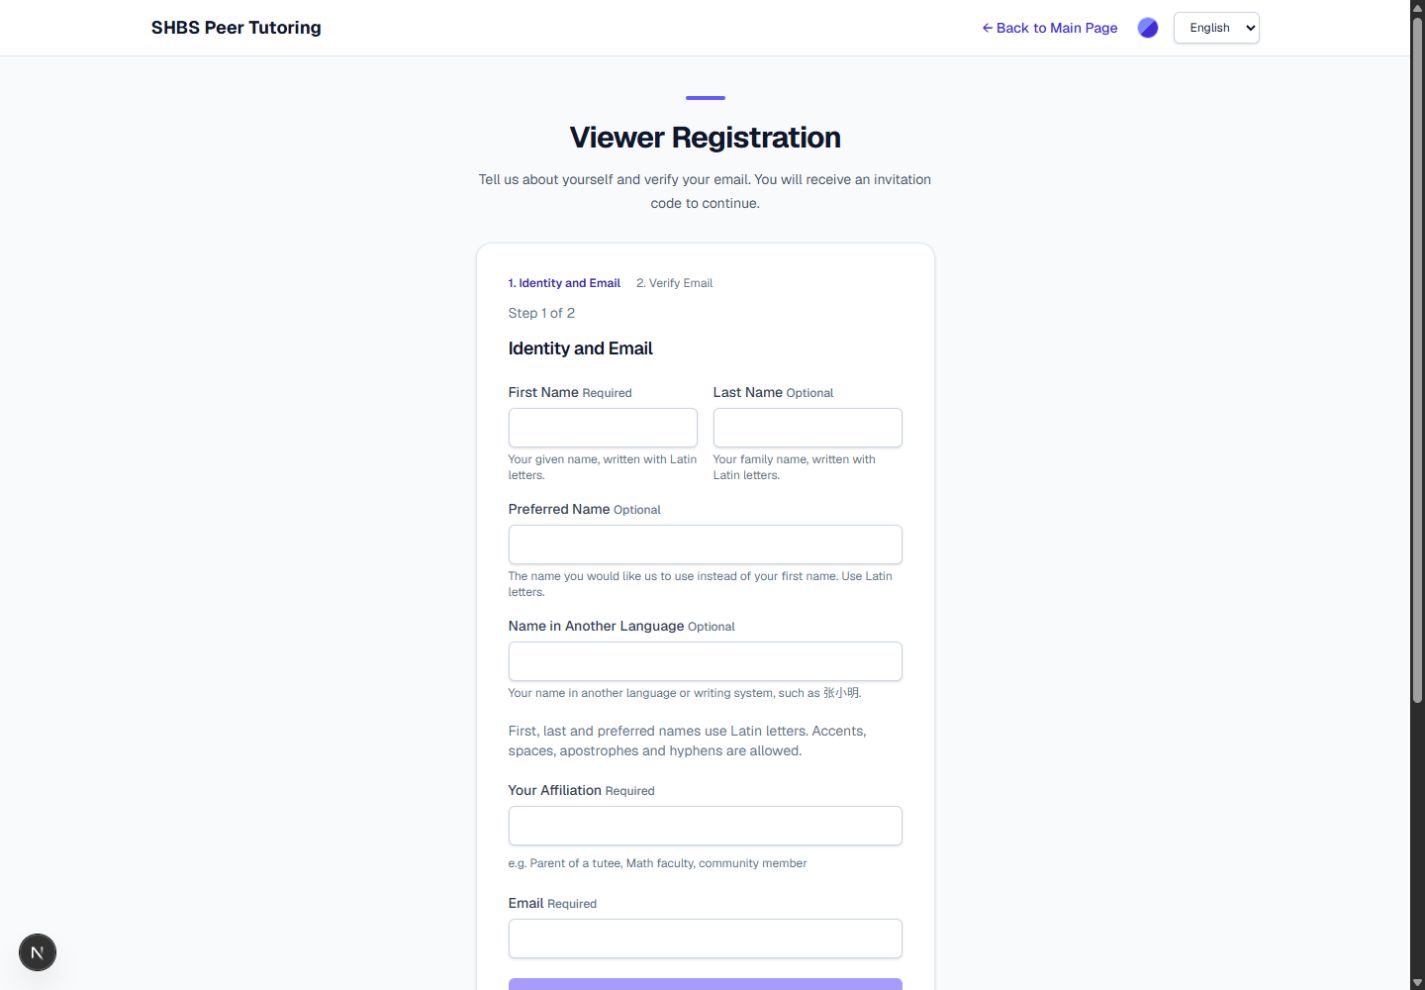 SHBS Peer Tutoring
← Back to Main Page
English
Viewer Registration
Tell us about yourself and verify your email. You will receive an invitation
code to continue.
1. Identity and Email 2. Verify Email
Step 1 of 2
Identity and Email
First Name Required
Last Name Optional
Your given name, written with Latin
letters.
Your family name, written with
Latin letters.
Preferred Name Optional
The name you would like us to use instead of your first name. Use Latin
letters.
Name in Another Language Optional
Your name in another language or writing system, such as 张小明.
First, last and preferred names use Latin letters. Accents,
spaces, apostrophes and hyphens are allowed.
Your Affiliation Required
e.g. Parent of a tutee, Math faculty, community member
Email Required
N